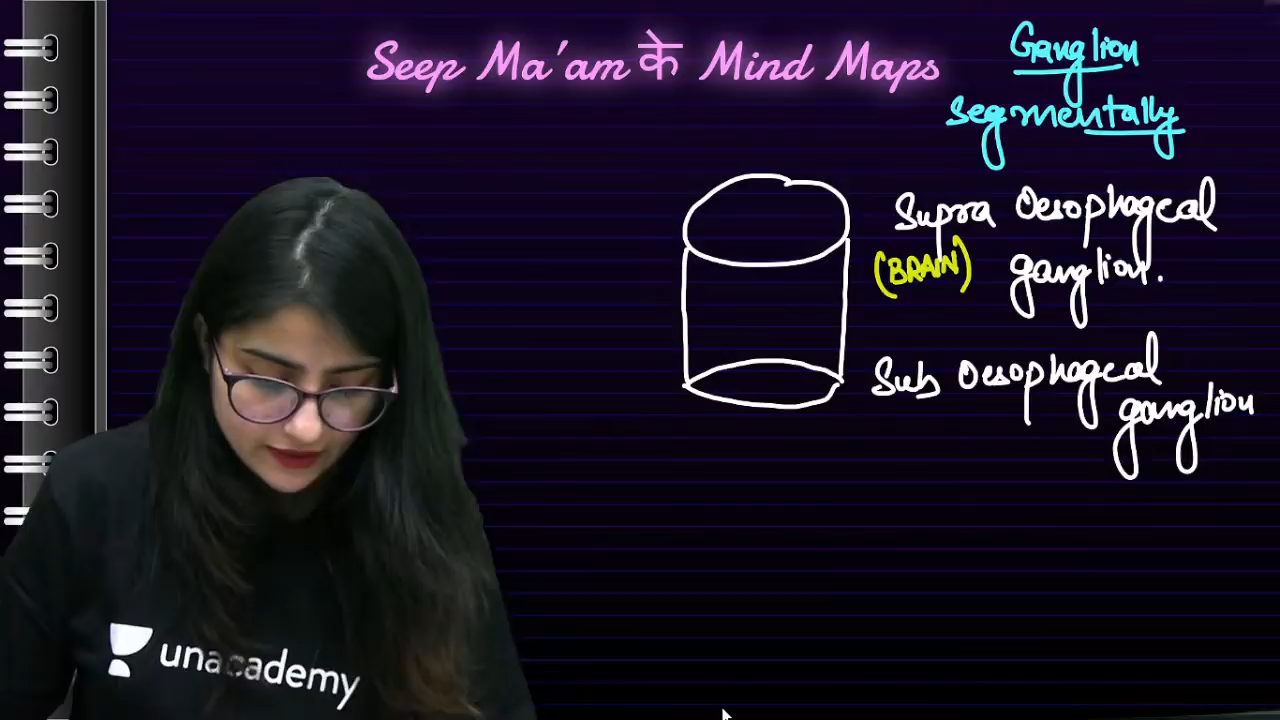 Seep Ma'am के Mind Maps
Ganglion
Segmentally
Supra Oesophageal
(BRAIN) ganglion.
Sub Oesophageal
ganglion
unacademy